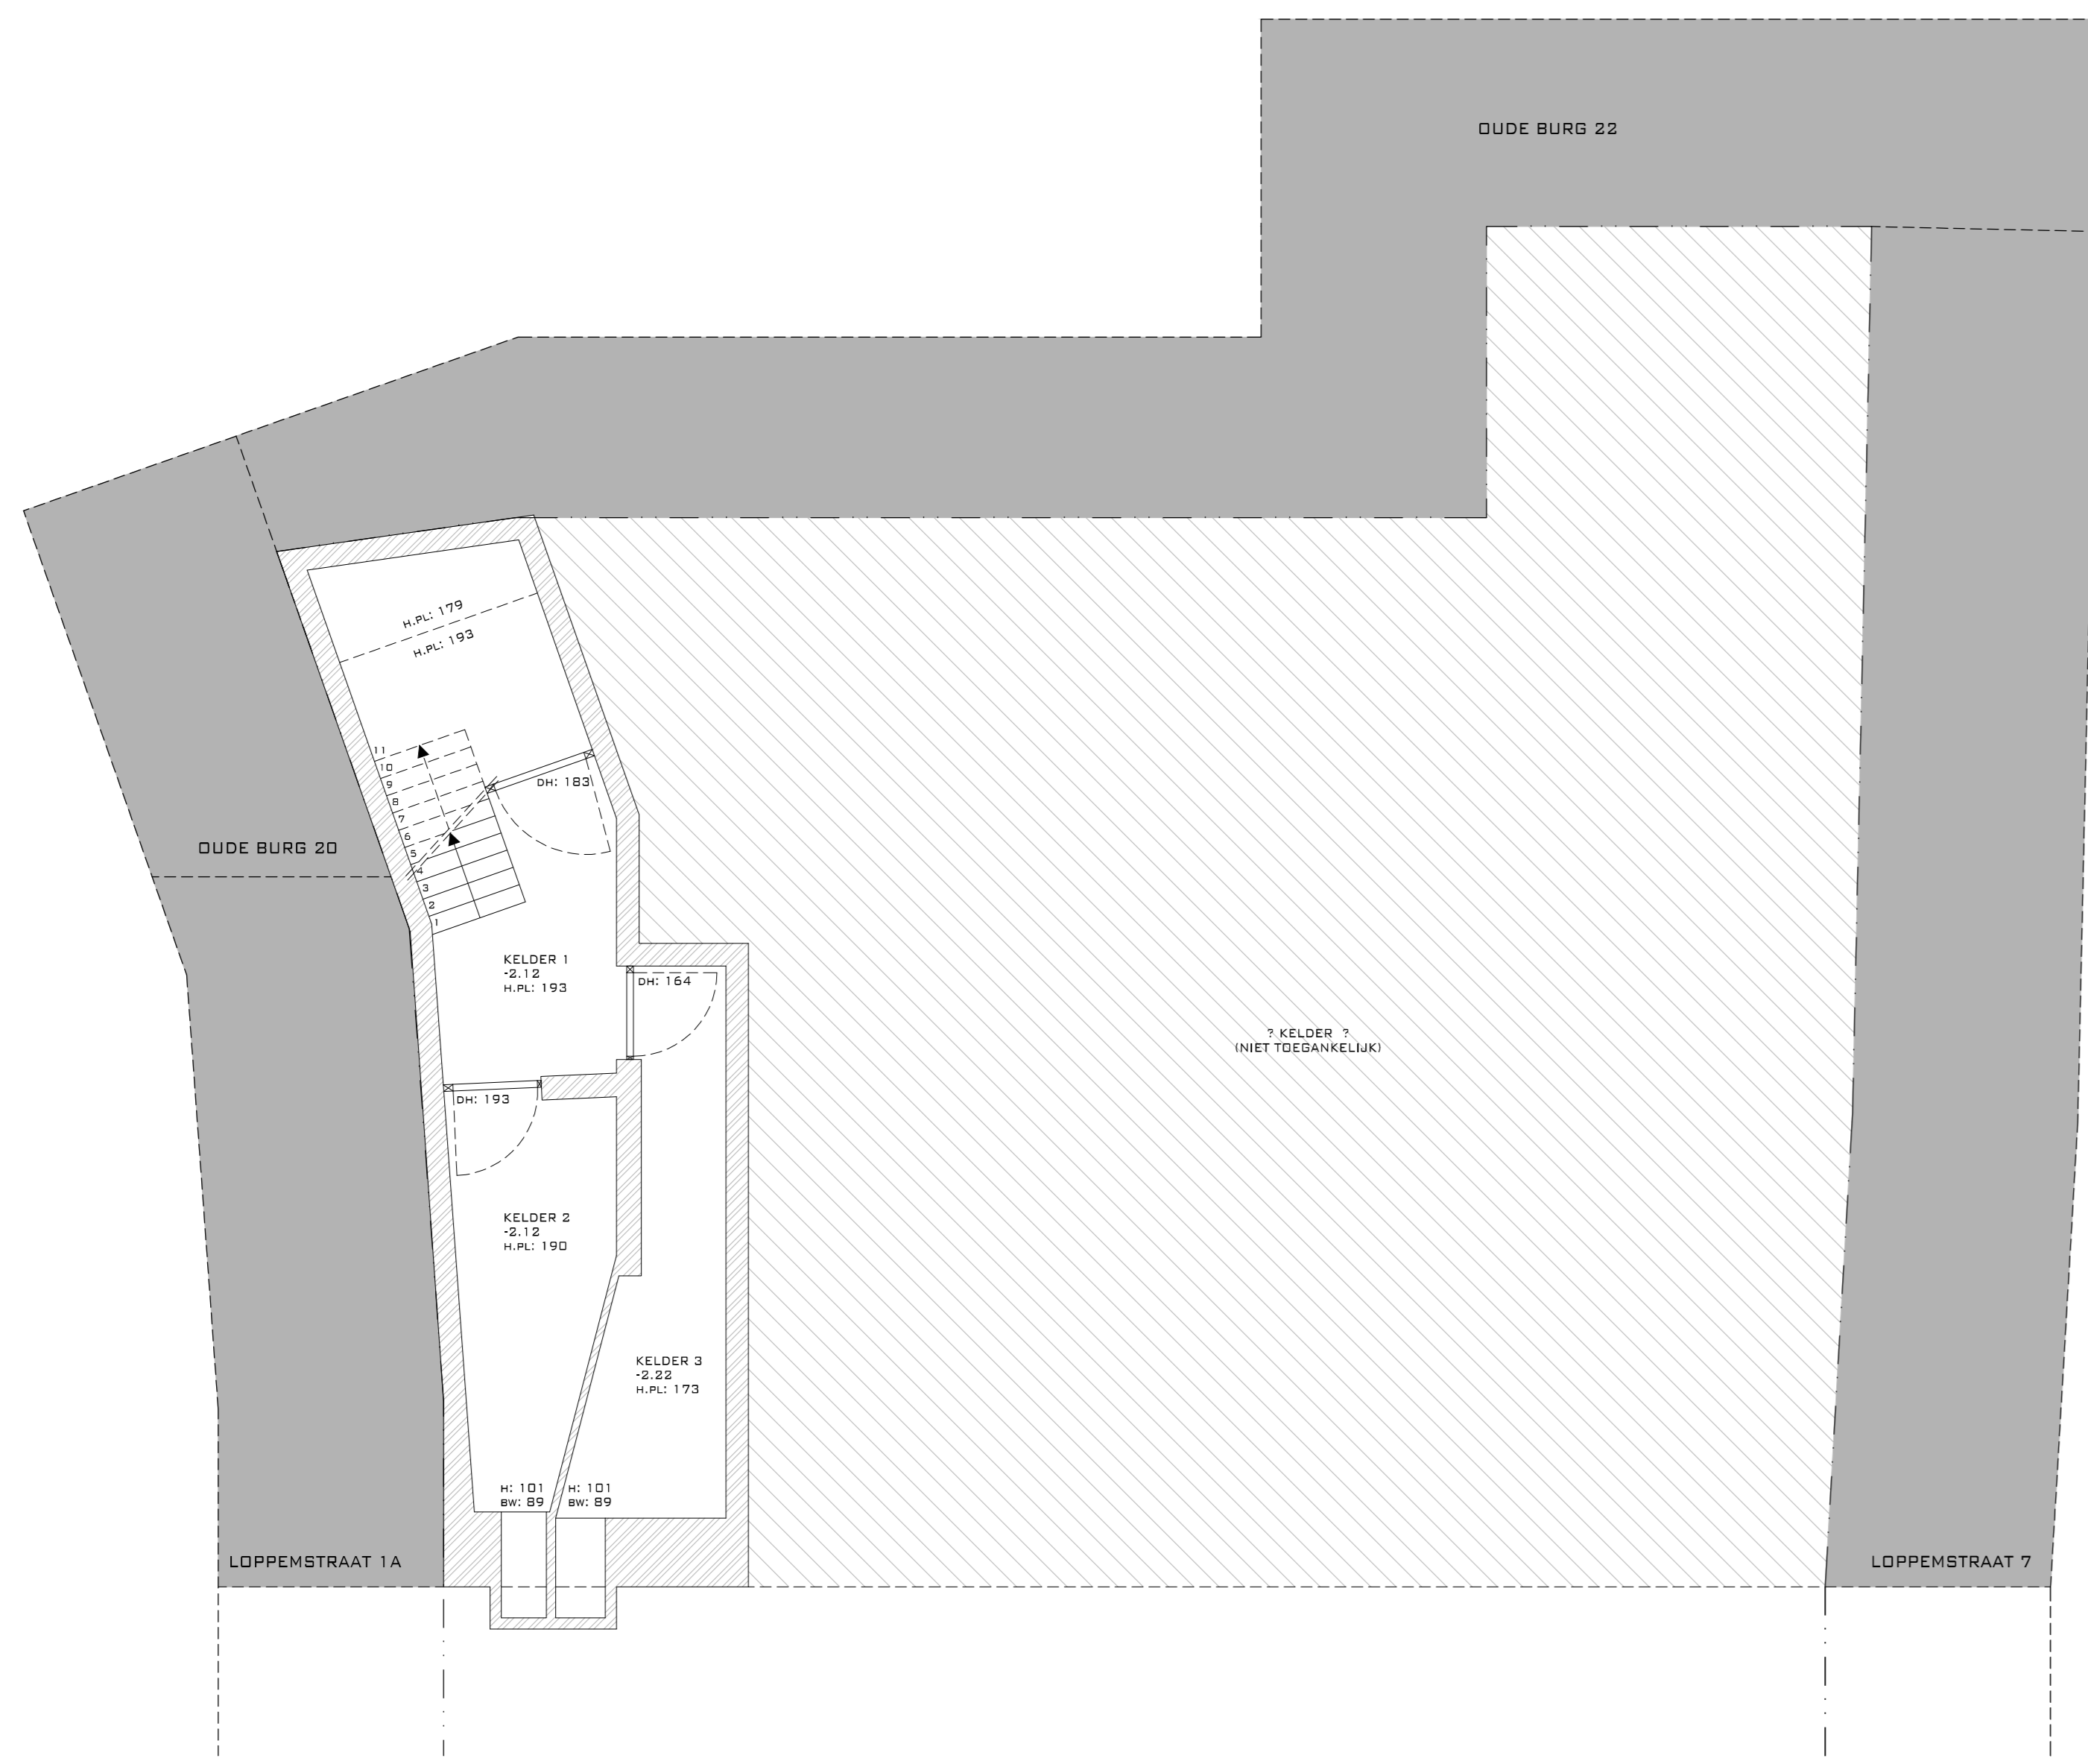 OUDE BURG 22
H.PL: 179
H.PL: 193
11
10
9
8
7
6
5
4
3
2
1
DH: 183
OUDE BURG 20
KELDER 1
-2.12
H.PL: 193
DH: 164
? KELDER ?
(NIET TOEGANKELIJK)
DH: 193
KELDER 2
-2.12
H.PL: 190
KELDER 3
-2.22
H.PL: 173
H: 101
BW: 89
H: 101
BW: 89
LOPPEMSTRAAT 1A
LOPPEMSTRAAT 7